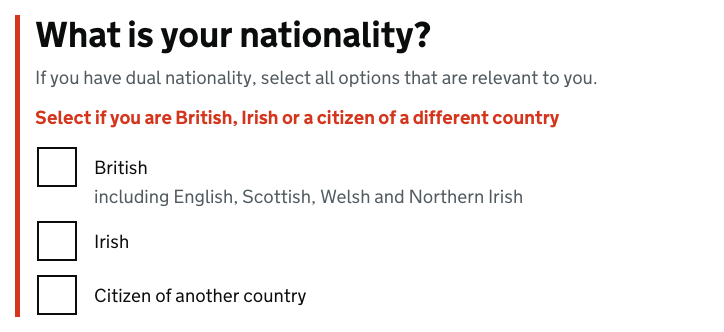 What is your nationality?
If you have dual nationality, select all options that are relevant to you.
Select if you are British, Irish or a citizen of a different country
British
including English, Scottish, Welsh and Northern Irish
Irish
Citizen of another country